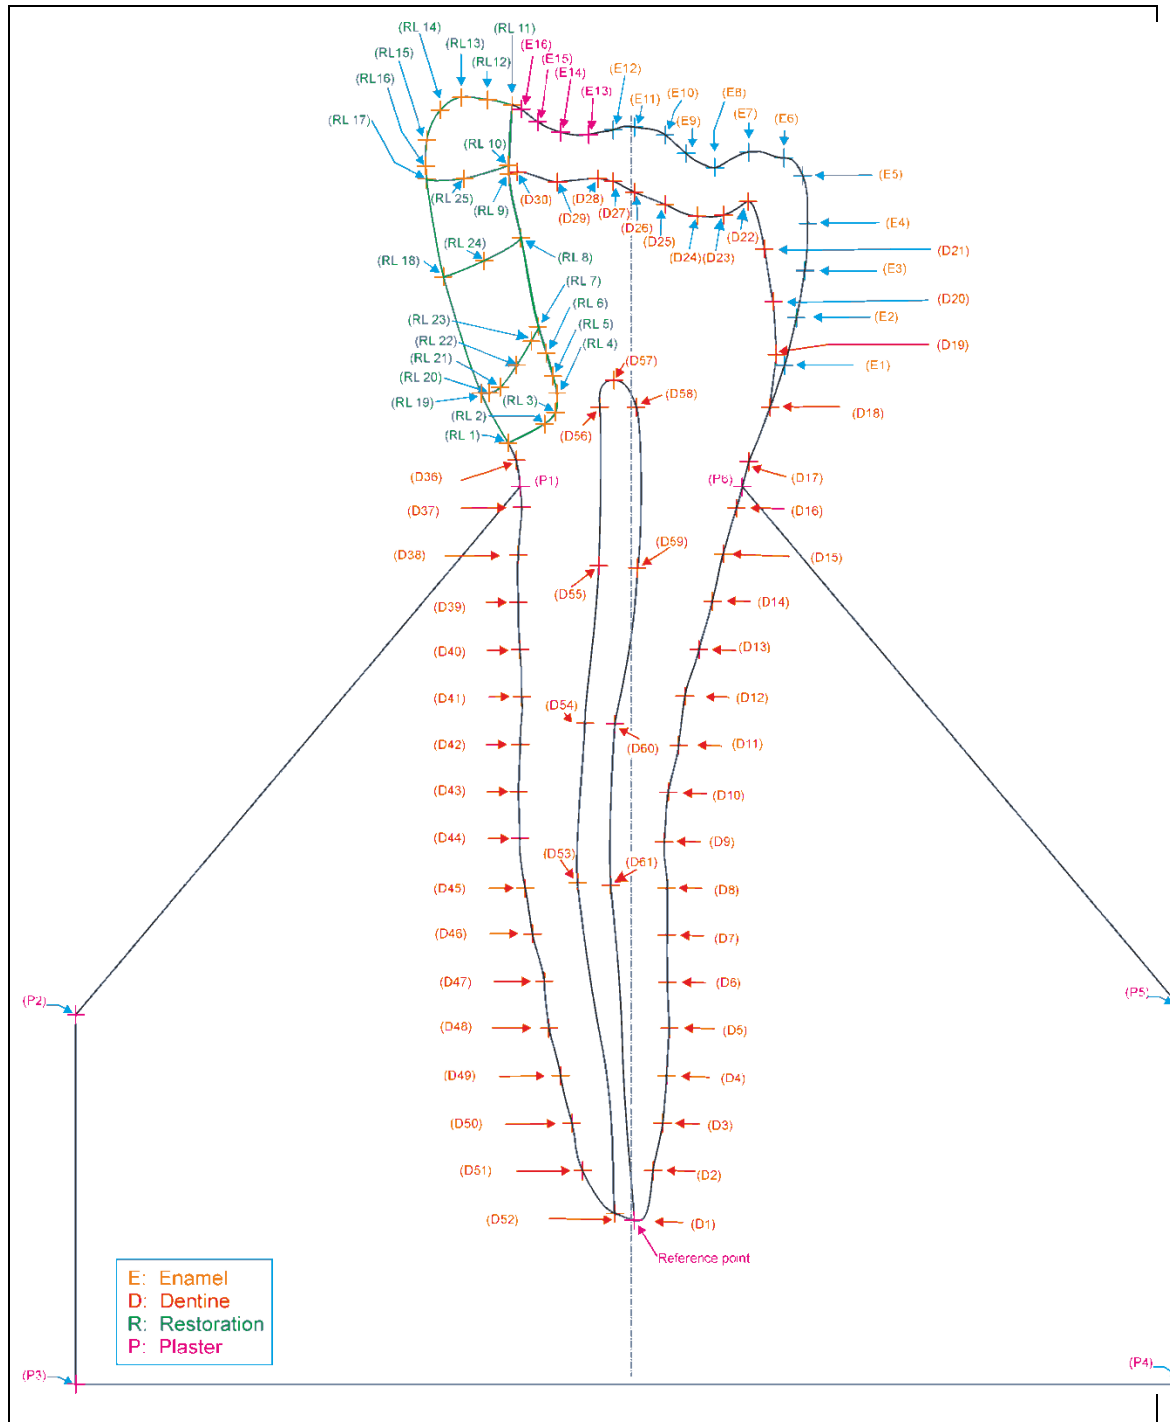 (RL 14)
(RL13)
(RL12)
(RL 11)
(E16)
(E15)
(E14)
(E13)
(E12)
(E11)
(E10)
(E9)
(E8)
(E7)
(E6)
(RL15)
(RL16)
(RL 17)
(RL 10)
(RL 25)
(RL 9)
(D30)
(D29)
(D28)
(D27)
(D26)
(D25)
(D24)
(D23)
(D22)
(E5)
(E4)
(D21)
(RL 24)
(RL 8)
(RL 18)
(E3)
(RL 7)
(D20)
(RL 6)
(E2)
(RL 23)
(RL 5)
(RL 22)
(RL 4)
(D19)
(RL 21)
(D57)
(E1)
(RL 20)
(RL 19)
(RL 3)
(D58)
(RL 2)
(D18)
(RL 1)
(D56)
(D36)
(P1)
(P6)
(D17)
(D37)
(D16)
(D38)
(D59)
(D15)
(D55)
(D39)
(D14)
(D40)
(D13)
(D41)
(D54)
(D12)
(D42)
(D60)
(D11)
(D43)
(D10)
(D44)
(D9)
(D53)
(D61)
(D45)
(D8)
(D46)
(D7)
(D47)
(D6)
(P2)
(P5)
(D48)
(D5)
(D49)
(D4)
(D50)
(D3)
(D51)
(D2)
(D52)
(D1)
Reference point
E: Enamel
D: Dentine
R: Restoration
P: Plaster
(P3)
(P4)